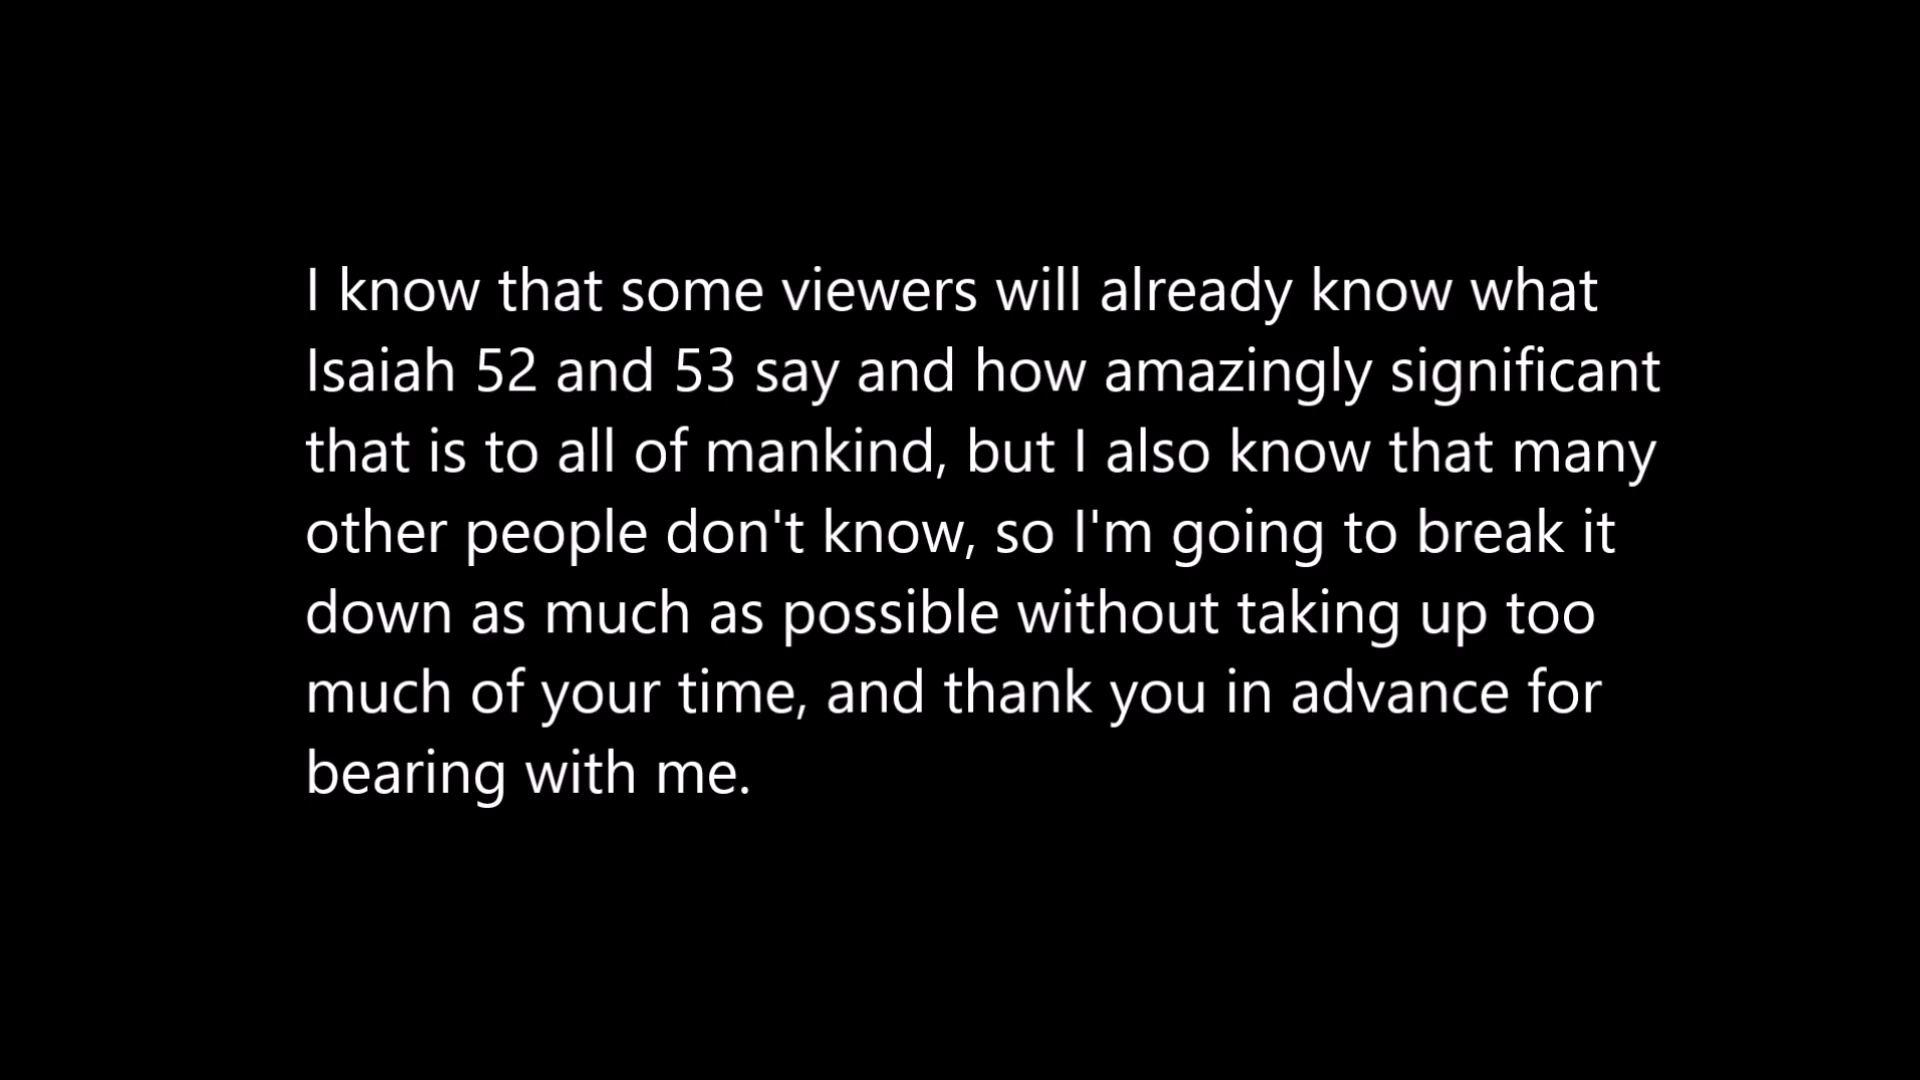 I know that some viewers will already know what
Isaiah 52 and 53 say and how amazingly significant
that is to all of mankind, but I also know that many
other people don't know, so I'm going to break it
down as much as possible without taking up too
much of your time, and thank you in advance for
bearing with me.